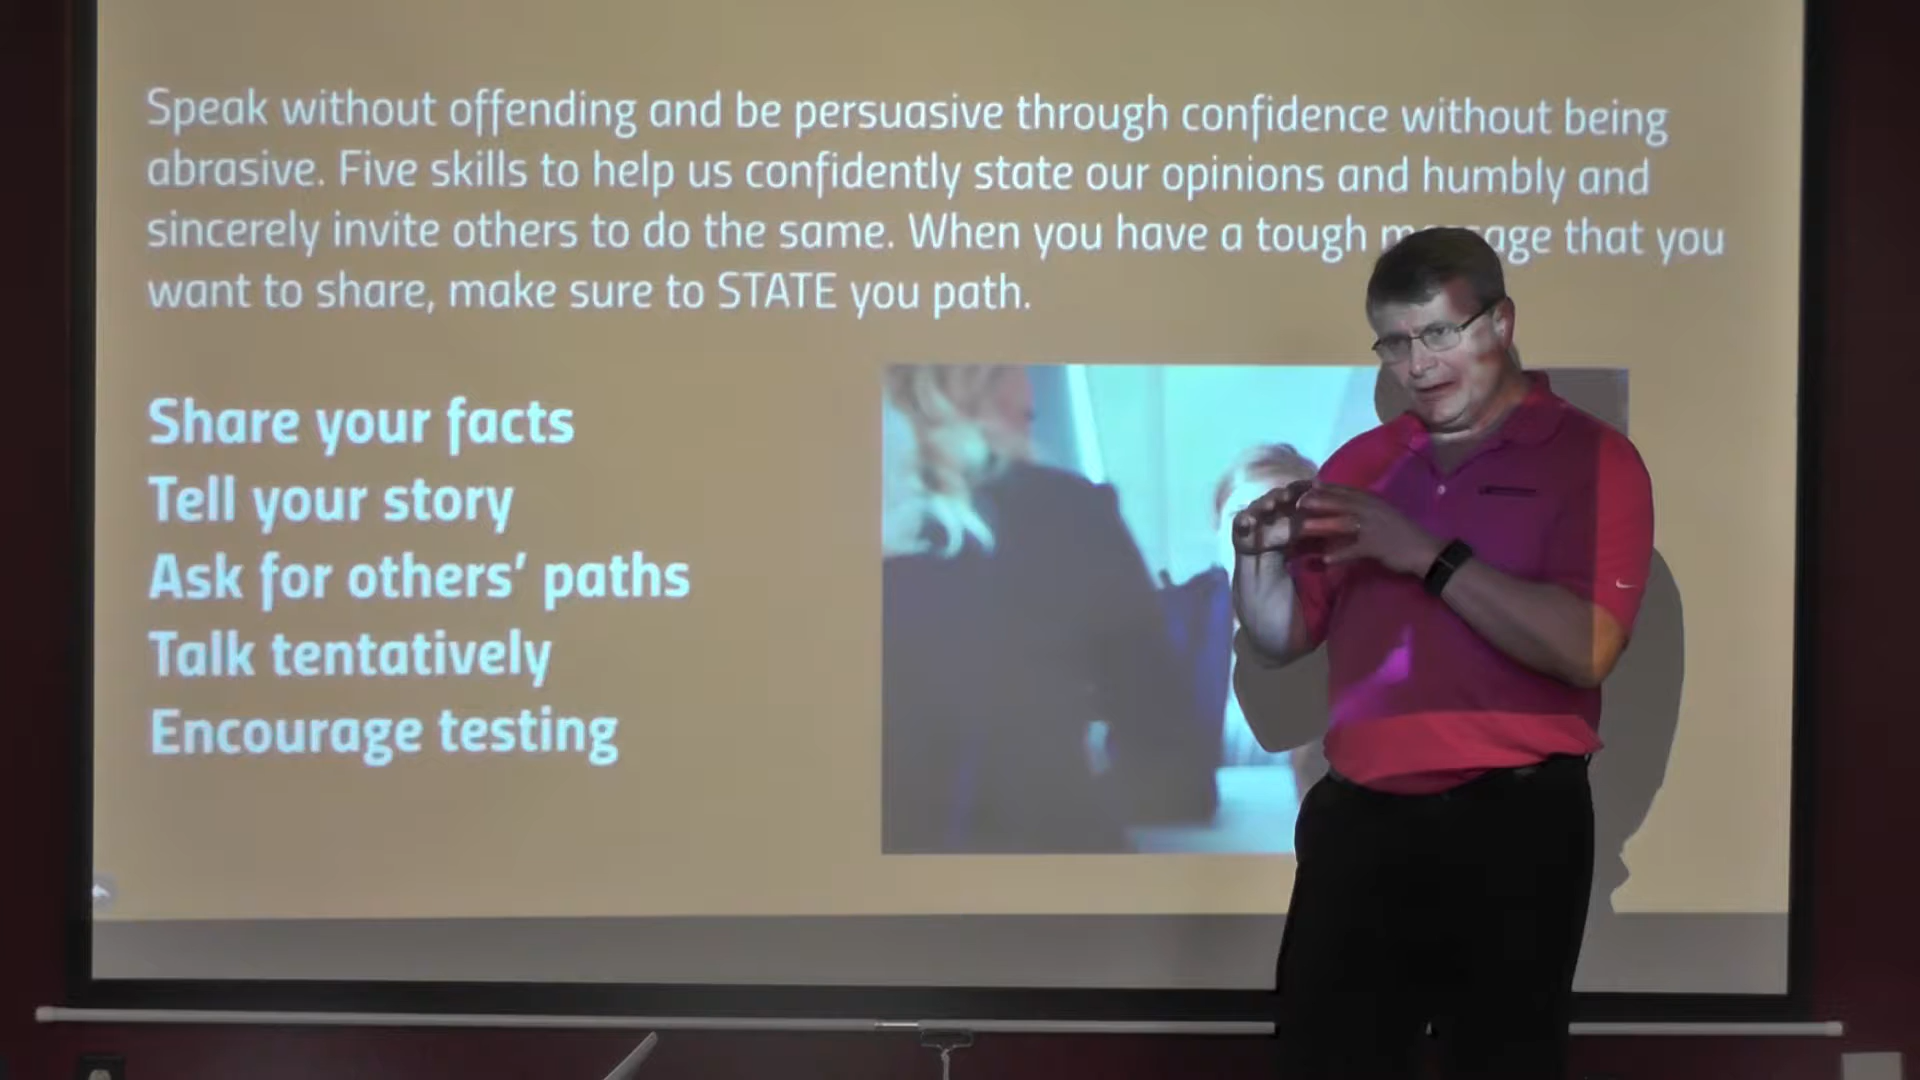 Speak without offending and be persuasive through confidence without being
abrasive. Five skills to help us confidently state our opinions and humbly and
sincerely invite others to do the same. When you have a tough that you
want to share, make sure to STATE you path.
Share your facts
Tell your story
Ask for others' paths
Talk tentatively
Encourage testing